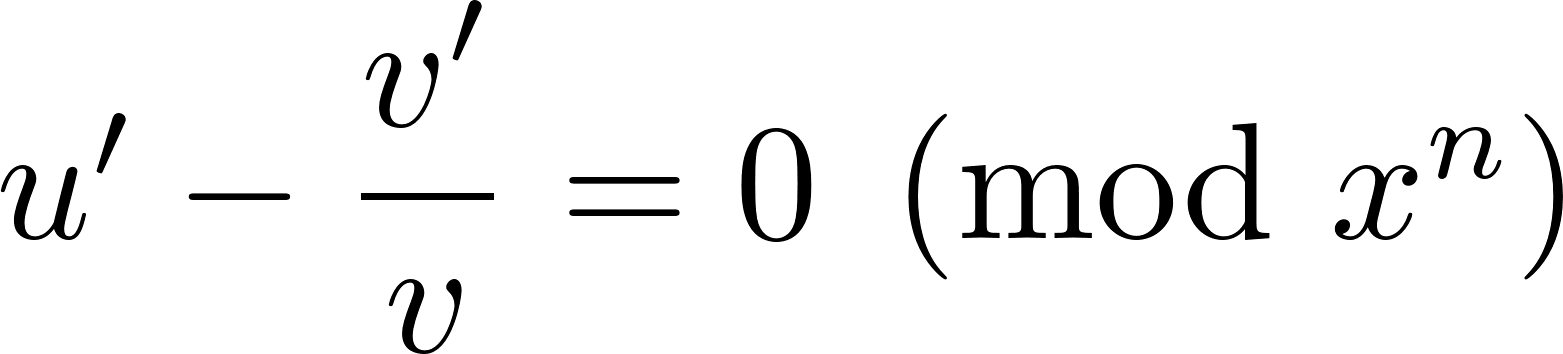 u′ − v′/v = 0 (mod xⁿ)